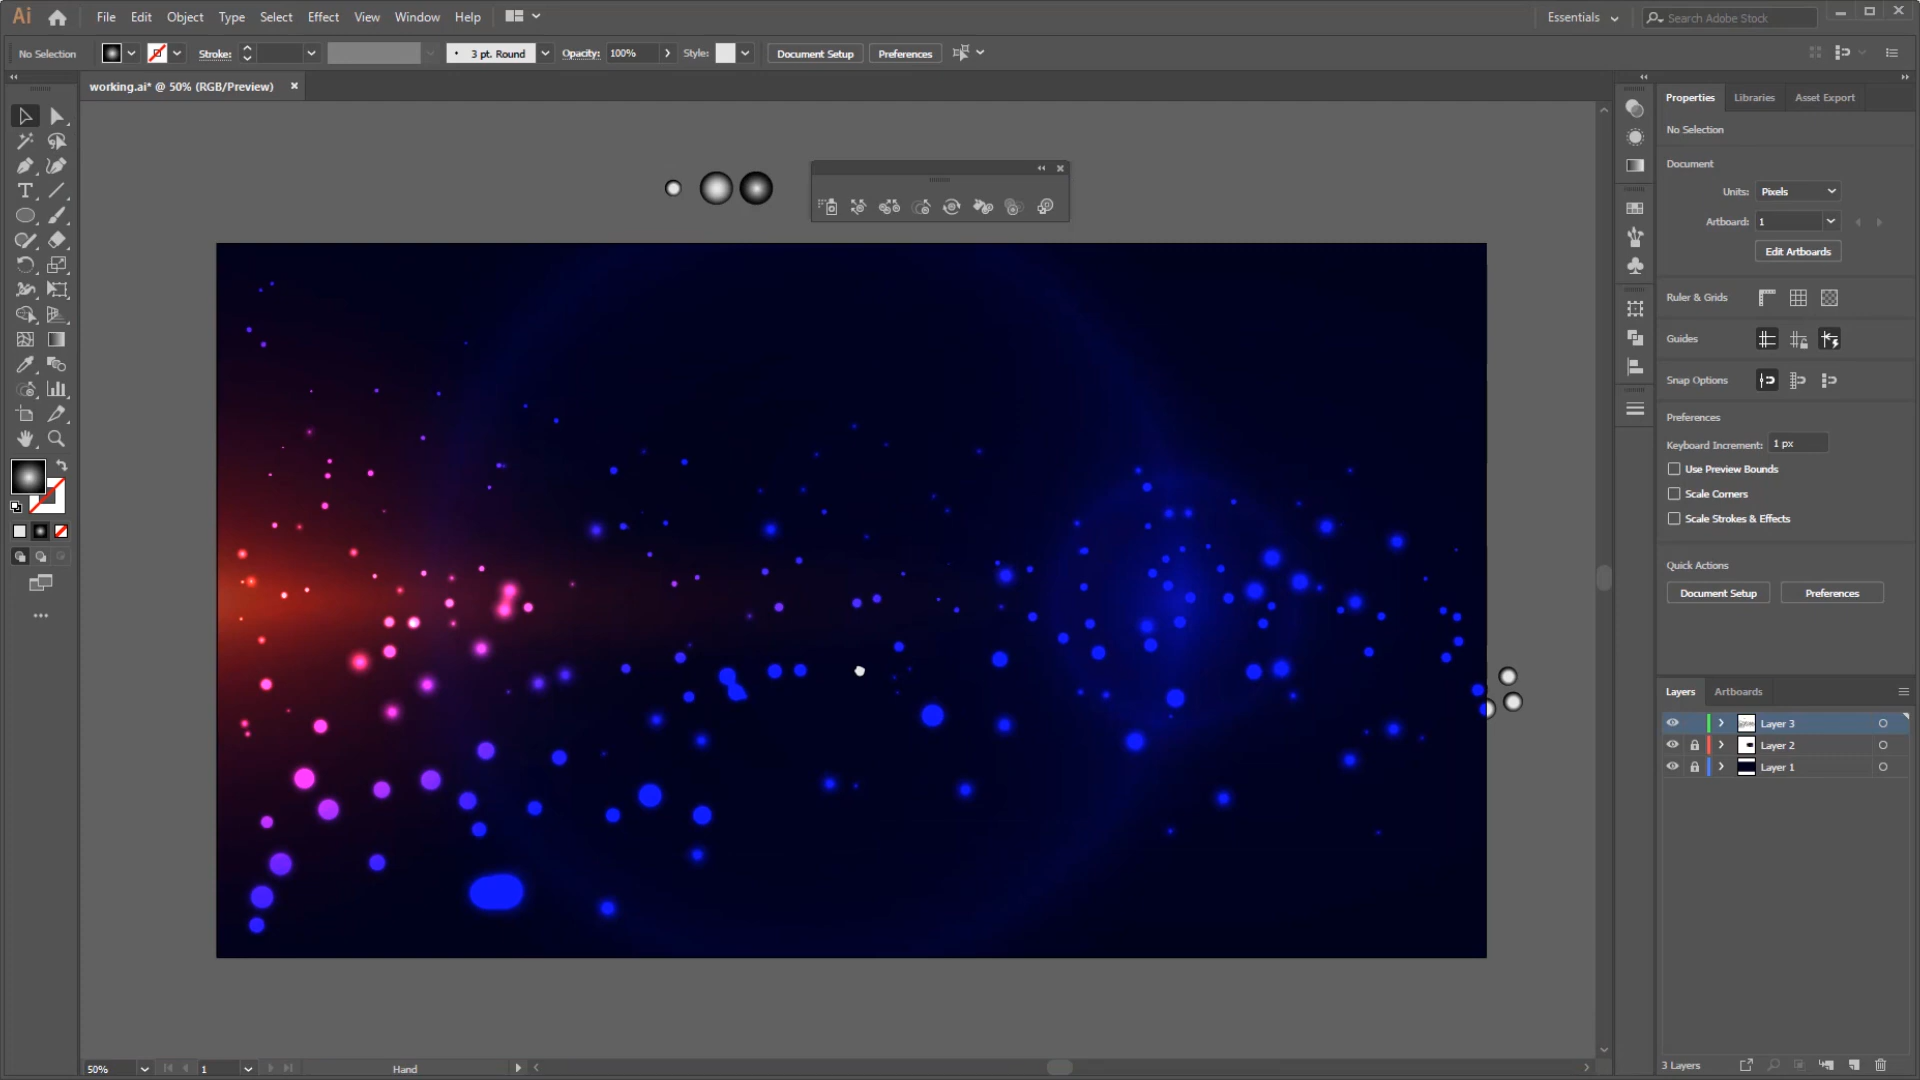 Ai File Edit Object Type Select Effect View Window Help Essentials Search Adobe Stock
No Selection Stroke: 3 pt. Round Opacity: 100% Style: Document Setup Preferences
working.ai* @ 50% (RGB/Preview)
Properties Libraries Asset Export
No Selection
Document
Units: Pixels
Artboard: 1
Edit Artboards
Ruler & Grids
Guides
Snap Options
Preferences
Keyboard Increment: 1 px
Use Preview Bounds
Scale Corners
Scale Strokes & Effects
Quick Actions
Document Setup Preferences
Layers Artboards
Layer 3
Layer 2
Layer 1
3 Layers
50% 1 Hand